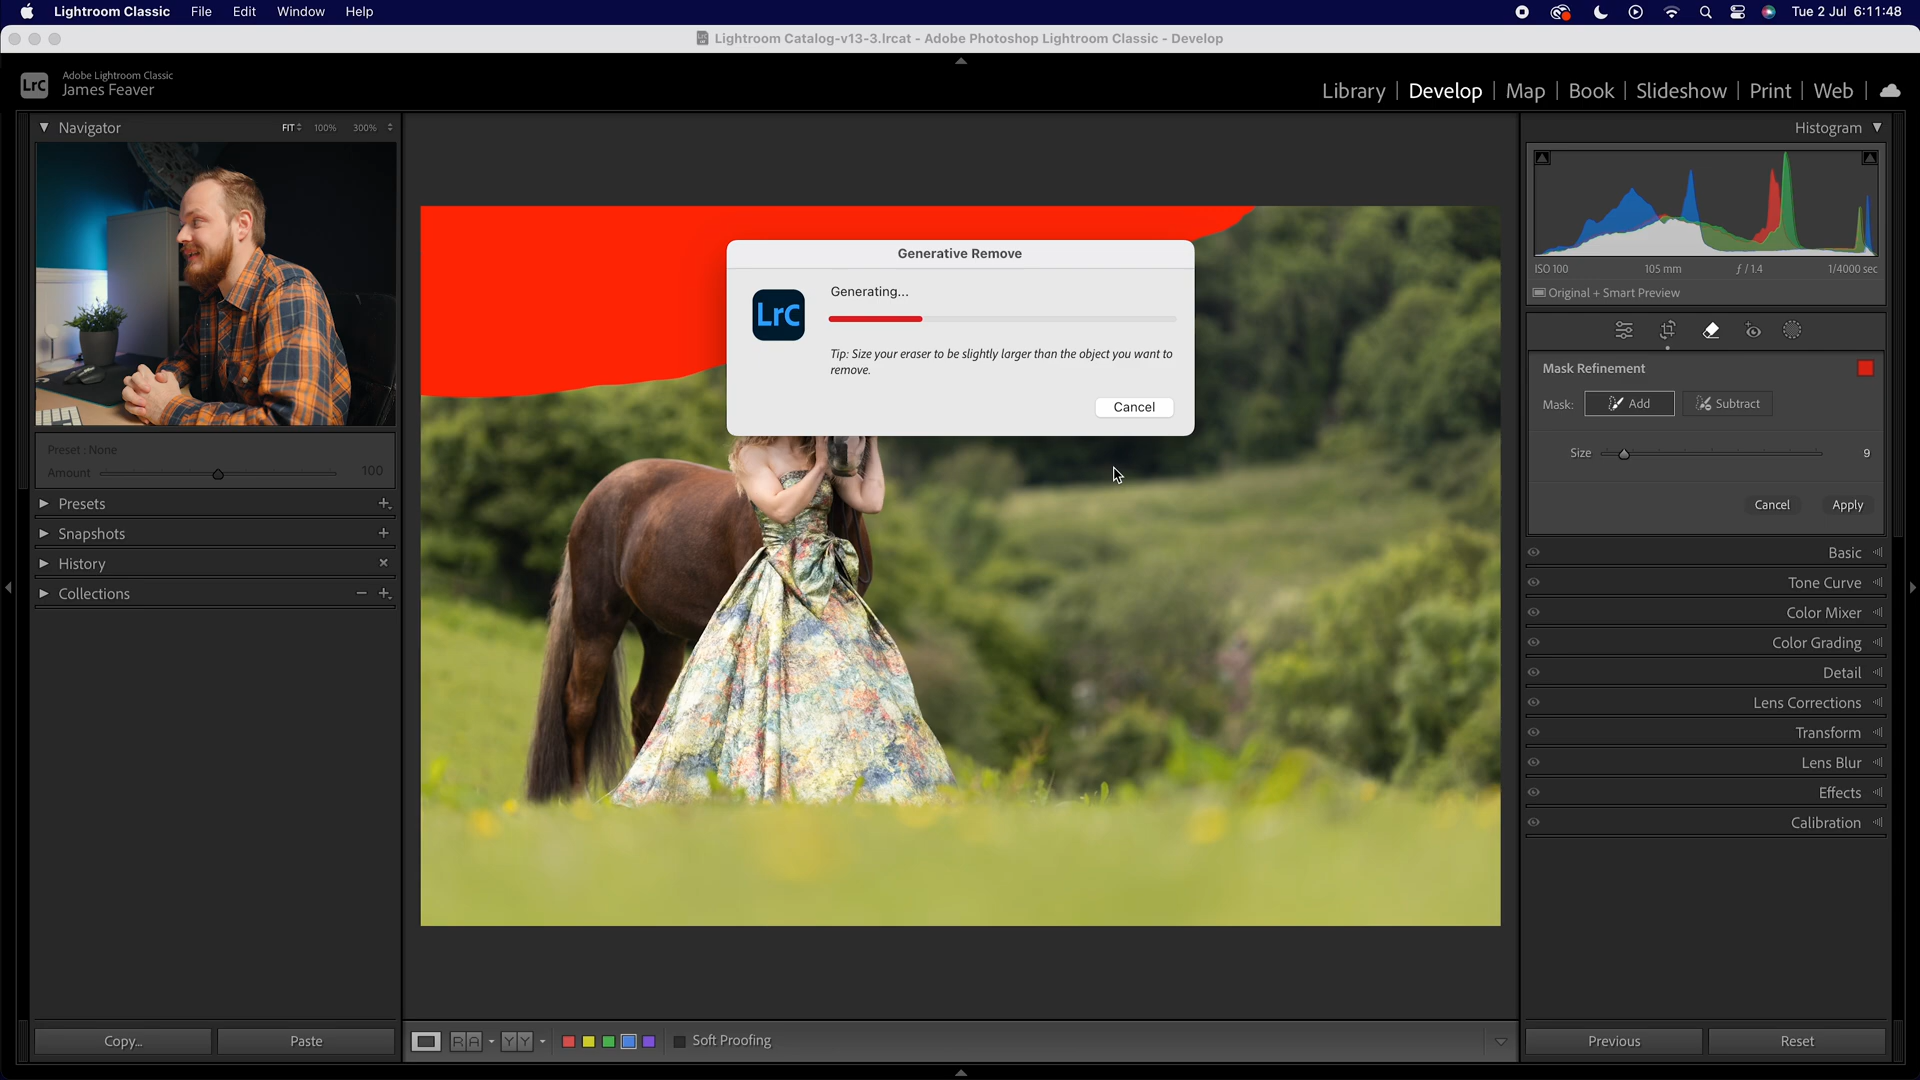 Lightroom Classic File Edit Window Help Tue 2 Jul 6:11:48
Lightroom Catalog-v13-3.lrcat - Adobe Photoshop Lightroom Classic - Develop
LrC
Adobe Lightroom Classic
James Feaver
Library Develop Map Book Slideshow Print Web
Navigator FIT 100% 300%
Preset : None
Amount 100
Presets
Snapshots
History
Collections
Copy... Paste
Generative Remove
LrC
Generating...
Tip: Size your eraser to be slightly larger than the object you want to
remove.
Cancel
R A Y Y Soft Proofing
Histogram
ISO 100 105 mm ƒ / 1.4 1/4000 sec
Original + Smart Preview
Mask Refinement
Mask: Add Subtract
Size 9
Cancel Apply
Basic
Tone Curve
Color Mixer
Color Grading
Detail
Lens Corrections
Transform
Lens Blur
Effects
Calibration
Previous Reset